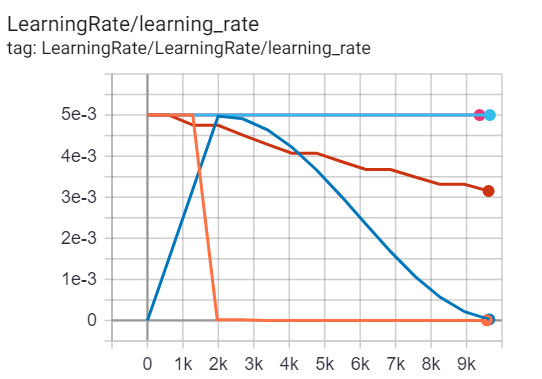 LearningRate/learning_rate
tag: LearningRate/LearningRate/learning_rate
5e-3
4e-3
3e-3
2e-3
1e-3
0
0 1k 2k 3k 4k 5k 6k 7k 8k 9k